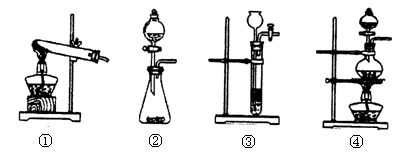 ① ② ③ ④